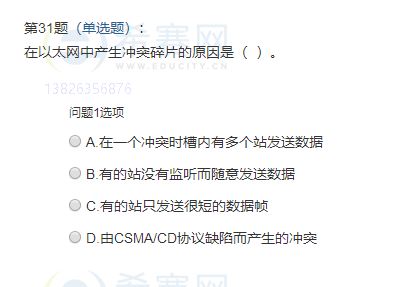 第31题（单选题）：
在以太网中产生冲突碎片的原因是（ ）。
希赛网
WWW.EDUCITY.CN
13826356876
问题1选项
A.在一个冲突时槽内有多个站发送数据
B.有的站没有监听而随意发送数据
C.有的站只发送很短的数据帧
D.由CSMA/CD协议缺陷而产生的冲突
希赛网